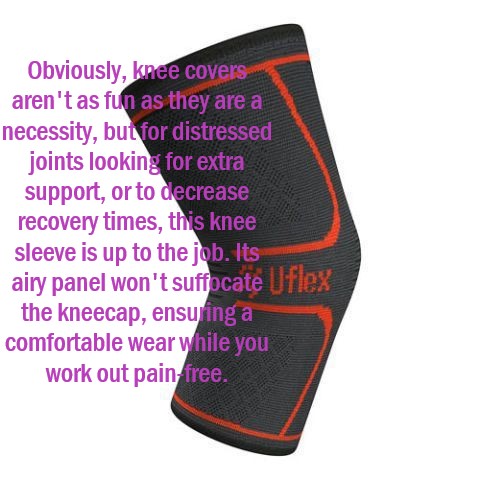 Obviously, knee covers
aren't as fun as they are a
necessity, but for distressed
joints looking for extra
support, or to decrease
recovery times, this knee
sleeve is up to the job. Its
airy panel won't suffocate
the kneecap, ensuring a
comfortable wear while you
work out pain-free.
Uflex